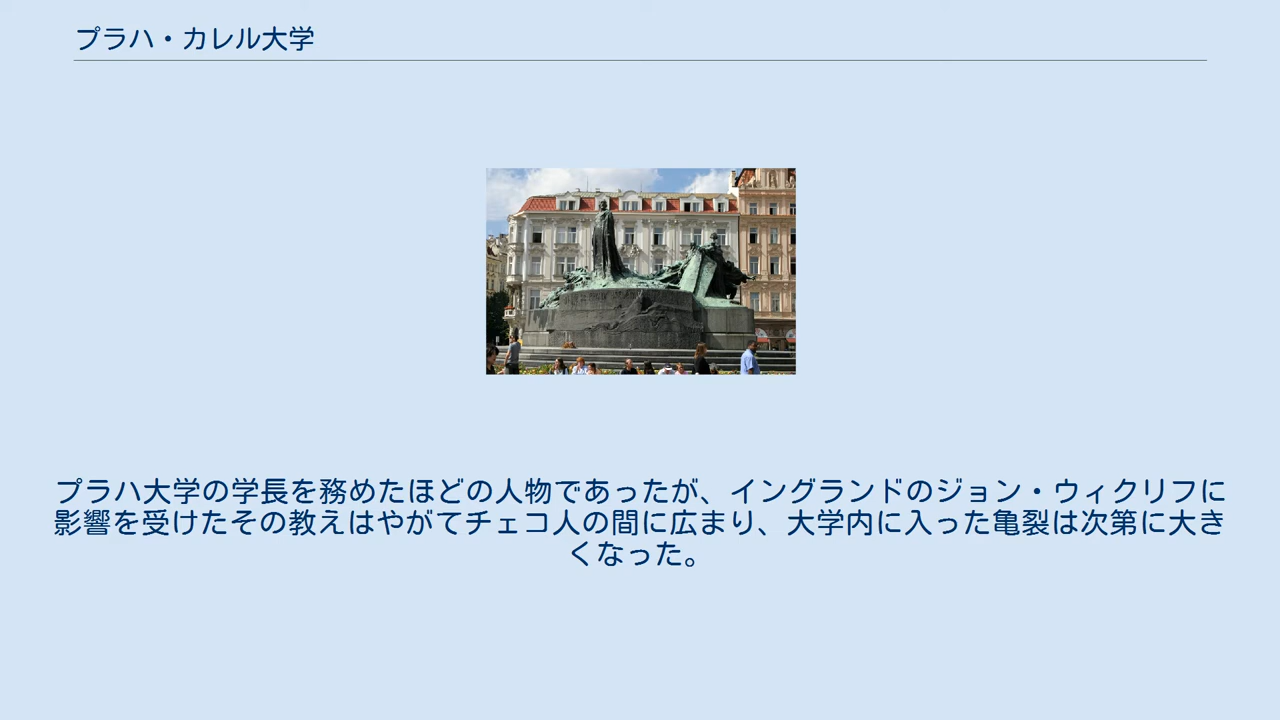 プラハ・カレル大学
プラハ大学の学長を務めたほどの人物であったが、イングランドのジョン・ウィクリフに
影響を受けたその教えはやがてチェコ人の間に広まり、大学内に入った亀裂は次第に大き
くなった。